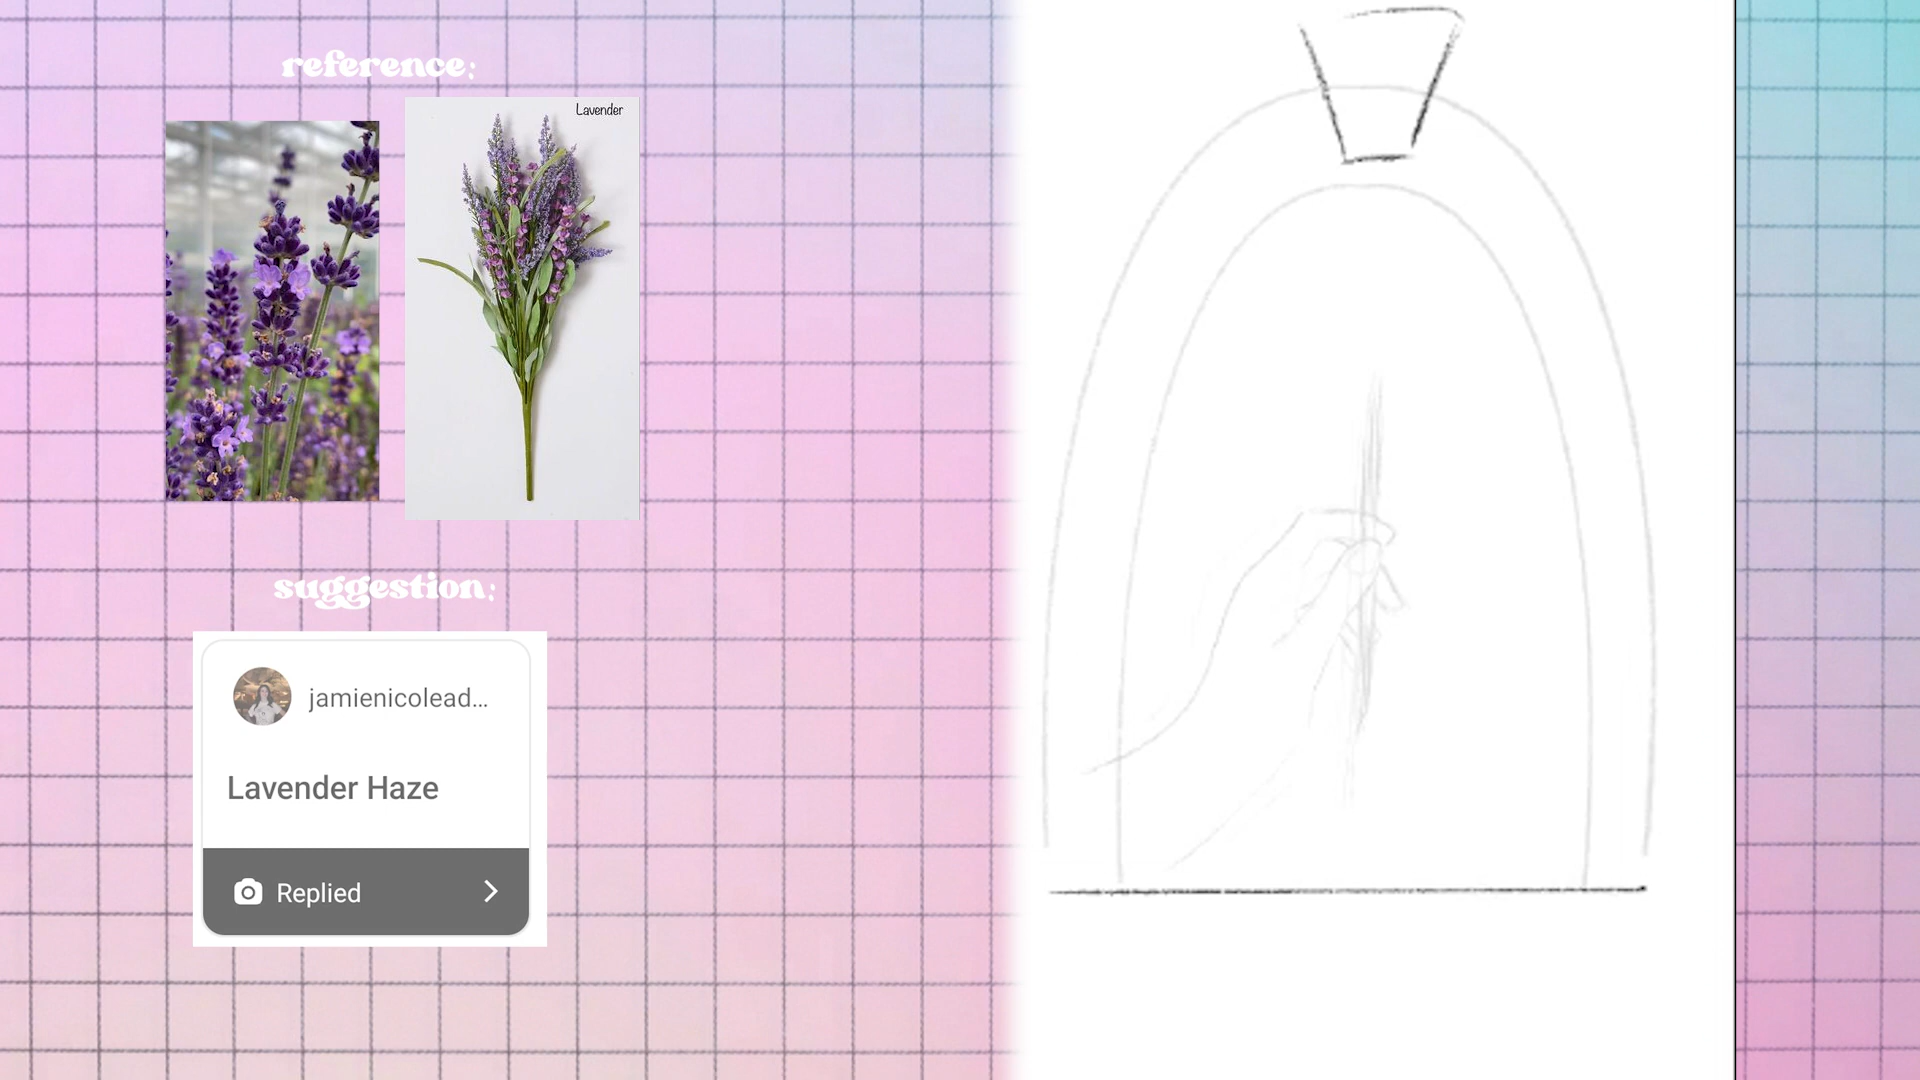 reference:
Lavender
suggestion:
jamienicolead...
Lavender Haze
Replied